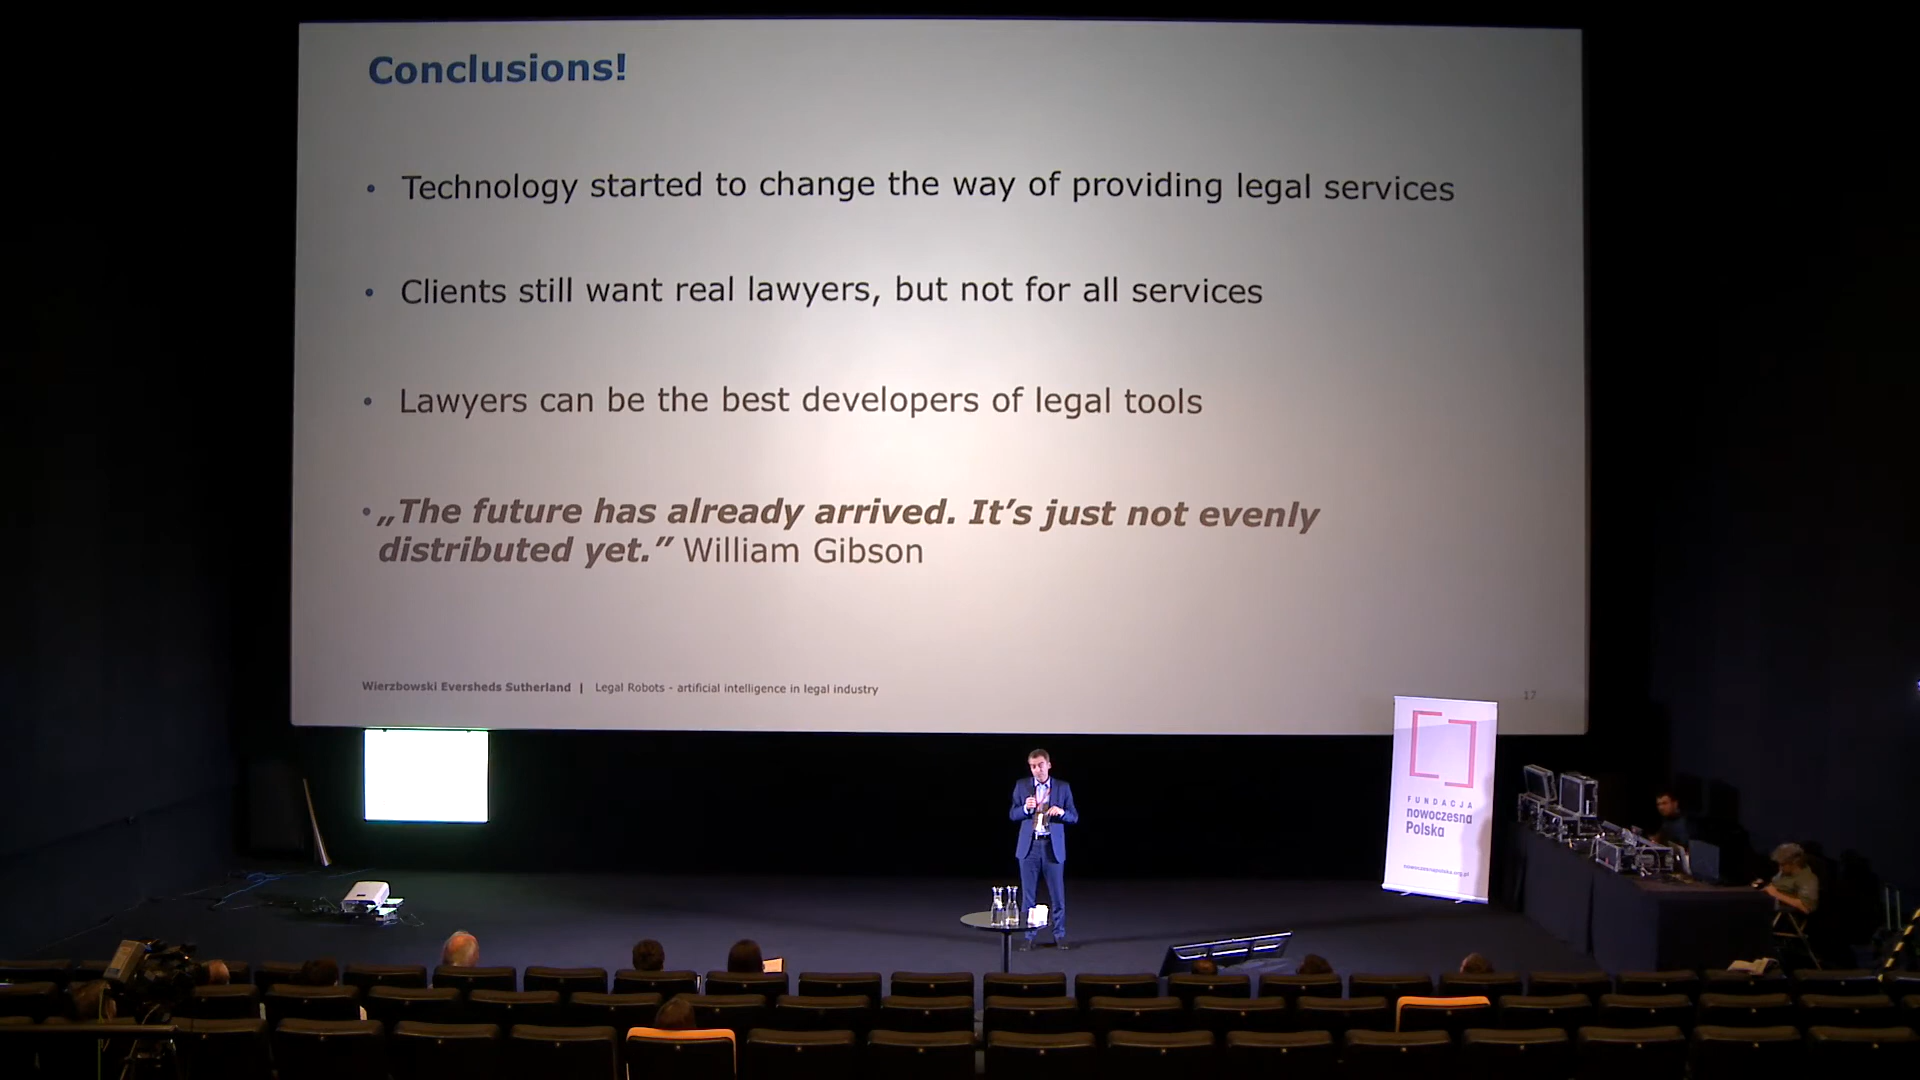 Conclusions!
• Technology started to change the way of providing legal services
• Clients still want real lawyers, but not for all services
• Lawyers can be the best developers of legal tools
• „The future has already arrived. It’s just not evenly
distributed yet.” William Gibson
Wierzbowski Eversheds Sutherland | Legal Robots - artificial intelligence in legal industry
17
FUNDACJA
nowoczesna
Polska
nowoczesnapolska.org.pl